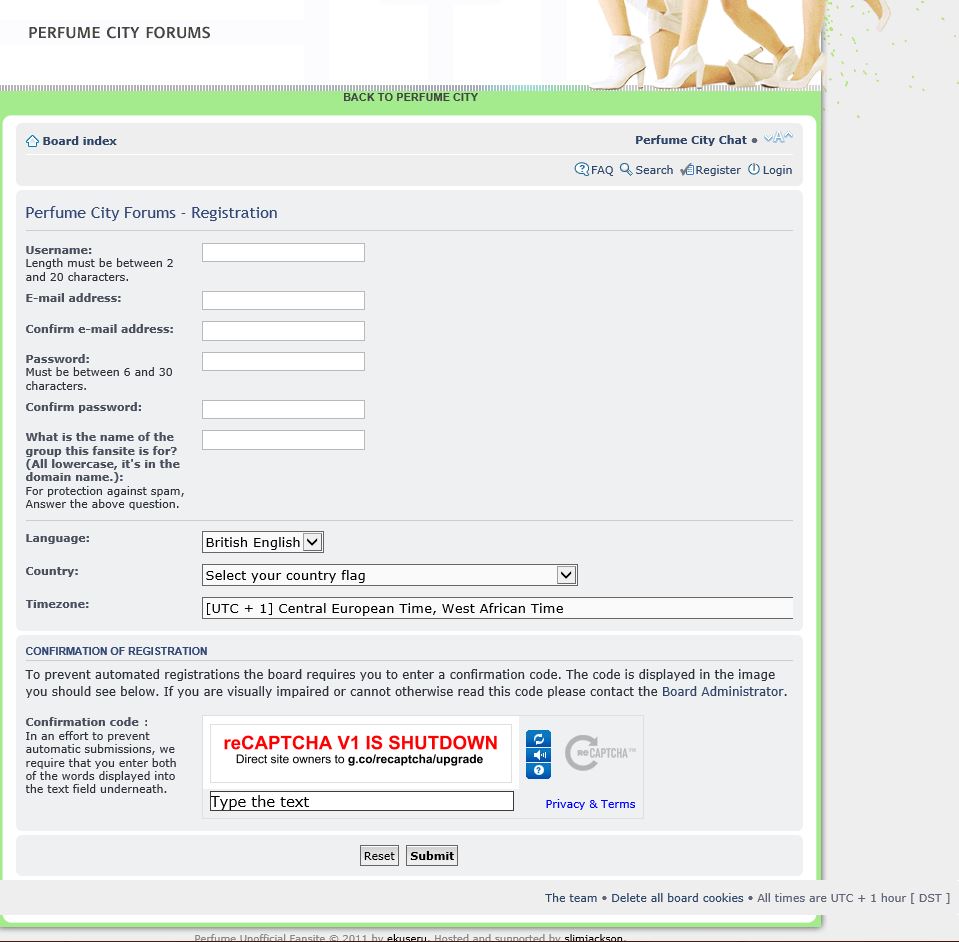 PERFUME CITY FORUMS
BACK TO PERFUME CITY
Board index
Perfume City Chat • A
FAQ Search Register Login
Perfume City Forums - Registration
Username:
Length must be between 2
and 20 characters.
E-mail address:
Confirm e-mail address:
Password:
Must be between 6 and 30
characters.
Confirm password:
What is the name of the
group this fansite is for?
(All lowercase, it's in the
domain name.):
For protection against spam,
Answer the above question.
Language:
British English
Country:
Select your country flag
Timezone:
[UTC + 1] Central European Time, West African Time
CONFIRMATION OF REGISTRATION
To prevent automated registrations the board requires you to enter a confirmation code. The code is displayed in the image
you should see below. If you are visually impaired or cannot otherwise read this code please contact the Board Administrator.
Confirmation code :
In an effort to prevent
automatic submissions, we
require that you enter both
of the words displayed into
the text field underneath.
reCAPTCHA V1 IS SHUTDOWN
Direct site owners to g.co/recaptcha/upgrade
reCAPTCHA™
Type the text
Privacy & Terms
Reset Submit
The team • Delete all board cookies • All times are UTC + 1 hour [ DST ]
Perfume Unofficial Fansite © 2011 by ekuseru. Hosted and supported by slimjackson.